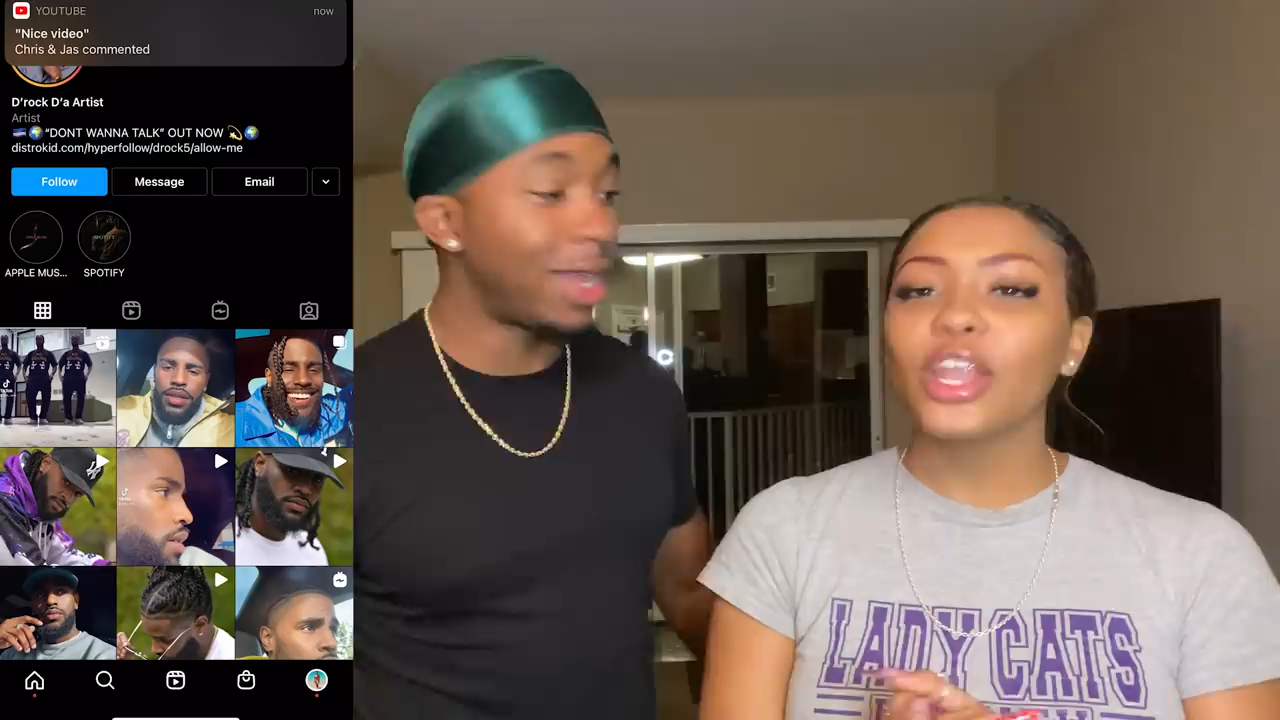 YOUTUBE
now
"Nice video"
Chris & Jas commented
D'rock D'a Artist
Artist
"DONT WANNA TALK" OUT NOW
distrokid.com/hyperfollow/drock5/allow-me
Follow
Message
Email
APPLE MUS...
SPOTIFY
SPOTIFY
LADY CATS